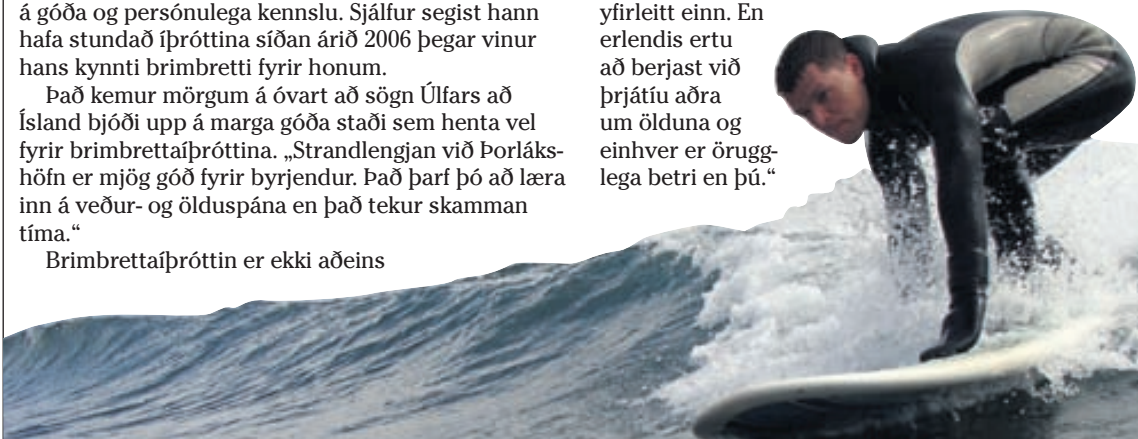 á góða og persónulega kennslu. Sjálfur segist hann
hafa stundað íþróttina síðan árið 2006 þegar vinur
hans kynnti brimbretti fyrir honum.
Það kemur mörgum á óvart að sögn Úlfars að
Ísland bjóði upp á marga góða staði sem henta vel
fyrir brimbrettaíþróttina. „Strandlengjan við Þorláks-
höfn er mjög góð fyrir byrjendur. Það þarf þó að læra
inn á veður- og ölduspána en það tekur skamman
tíma.“
Brimbrettaíþróttin er ekki aðeins
yfirleitt einn. En
erlendis ertu
að berjast við
þrjátíu aðra
um ölduna og
einhver er örugg-
lega betri en þú.“